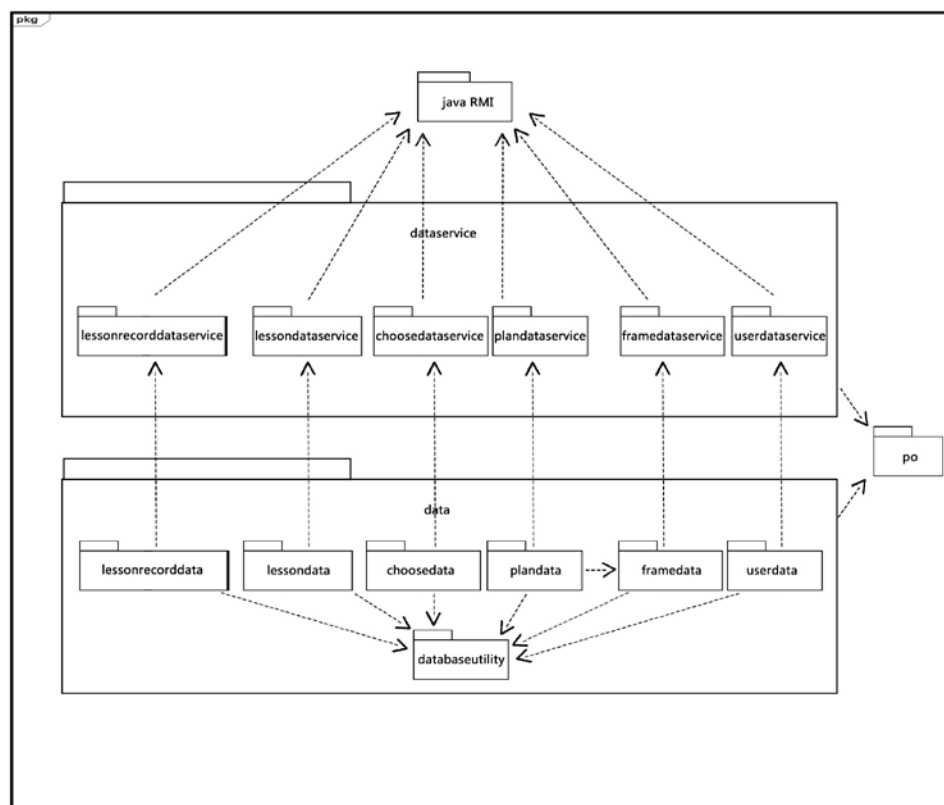 pkg
java RMI
dataservice
lessonrecorddataservice
lessondataservice
choosedataservice
plandataservice
framedataservice
userdataservice
po
data
lessonrecorddata
lessondata
choosedata
plandata
framedata
userdata
databaseutility